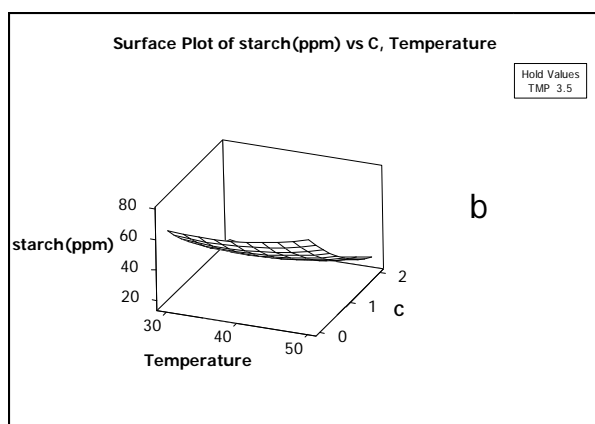 Surface Plot of starch(ppm) vs C, Temperature
Hold Values
TMP 3.5
b
80
60
40
20
starch(ppm)
30
40
50
Temperature
0
1
2
C